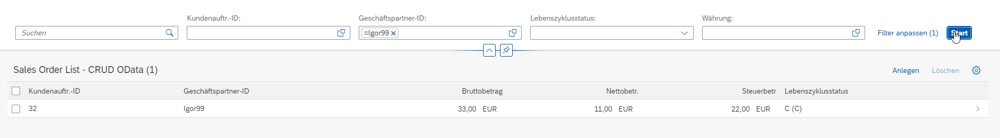 Kundenauftr.-ID: Geschäftspartner-ID: Lebenszyklusstatus: Währung:
Suchen =Igor99 Filter anpassen (1) Start
Sales Order List - CRUD OData (1) Anlegen Löschen
Kundenauftr.-ID Geschäftspartner-ID Bruttobetrag Nettobetr. Steuerbetr Lebenszyklusstatus
32 Igor99 33,00 EUR 11,00 EUR 22,00 EUR C (C)